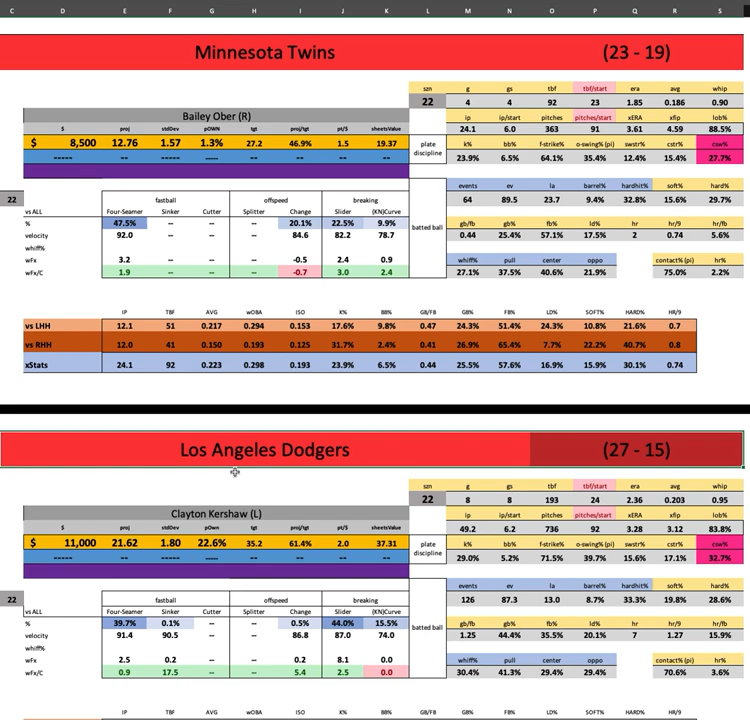 C D E F G H I J K L M N O P Q R S
Minnesota Twins (23 - 19)
szn g gs tbf tbf/start era avg whip
22 4 4 92 23 1.85 0.186 0.90
Bailey Ober (R) ip ip/start pitches pitches/start xERA xfip lob%
24.1 6.0 363 91 3.61 4.59 88.5%
$ proj stdDev pOWN tgt proj/tgt pt/$ sheetsValue
$ 8,500 12.76 1.57 1.3% 27.2 46.9% 1.5 19.37
plate discipline k% bb% f-strike% o-swing% (pi) swstr% cstr% csw%
----- -- -- ---- -- -- -- -- 23.9% 6.5% 64.1% 35.4% 12.4% 15.4% 27.7%
22 events ev la barrel% hardhit% soft% hard%
fastball offspeed breaking 64 89.5 23.7 9.4% 32.8% 15.6% 29.7%
vs ALL Four-Seamer Sinker Cutter Splitter Change Slider (KN)Curve batted ball gb/fb gb% fb% ld% hr hr/9 hr/fb
% 47.5% -- -- -- 20.1% 22.5% 9.9%
velocity 92.0 -- -- -- 84.6 82.2 78.7 0.44 25.4% 57.1% 17.5% 2 0.74 5.6%
whiff%
wFx 3.2 -0.5 2.4 0.9 whiff% pull center oppo contact% (pi) hr%
wFx/C 1.9 -- -- -- -0.7 3.0 2.4 27.1% 37.5% 40.6% 21.9% 75.0% 2.2%
IP TBF AVG wOBA ISO K% BB% GB/FB GB% FB% LD% SOFT% HARD% HR/9
vs LHH 12.1 51 0.217 0.294 0.153 17.6% 9.8% 0.47 24.3% 51.4% 24.3% 10.8% 21.6% 0.7
vs RHH 12.0 41 0.150 0.193 0.125 31.7% 2.4% 0.41 26.9% 65.4% 7.7% 22.2% 40.7% 0.8
xStats 24.1 92 0.223 0.298 0.193 23.9% 6.5% 0.44 25.5% 57.6% 16.9% 15.9% 30.1% 0.74
Los Angeles Dodgers (27 - 15)
szn g gs tbf tbf/start era avg whip
22 8 8 193 24 2.36 0.203 0.95
Clayton Kershaw (L) ip ip/start pitches pitches/start xERA xfip lob%
49.2 6.2 736 92 3.28 3.12 83.8%
$ proj stdDev pOwn tgt proj/tgt pt/$ sheetsValue
$ 11,000 21.62 1.80 22.6% 35.2 61.4% 2.0 37.31
plate discipline k% bb% f-strike% o-swing% (pi) swstr% cstr% csw%
----- -- -- ---- -- -- -- -- 29.0% 5.2% 71.5% 39.7% 15.6% 17.1% 32.7%
22 events ev la barrel% hardhit% soft% hard%
fastball offspeed breaking 126 87.3 13.0 8.7% 33.3% 19.8% 28.6%
vs ALL Four-Seamer Sinker Cutter Splitter Change Slider (KN)Curve batted ball gb/fb gb% fb% ld% hr hr/9 hr/fb
% 39.7% 0.1% -- -- 0.5% 44.0% 15.5%
velocity 91.4 90.5 -- -- 86.8 87.0 74.0 1.25 44.4% 35.5% 20.1% 7 1.27 15.9%
whiff%
wFx 2.5 0.2 -- -- 0.2 8.1 0.0 whiff% pull center oppo contact% (pi) hr%
wFx/C 0.9 17.5 -- -- 5.4 2.5 0.0 30.4% 41.3% 29.4% 29.4% 70.6% 3.6%
IP TBF AVG wOBA ISO K% BB% GB/FB GB% FB% LD% SOFT% HARD% HR/9